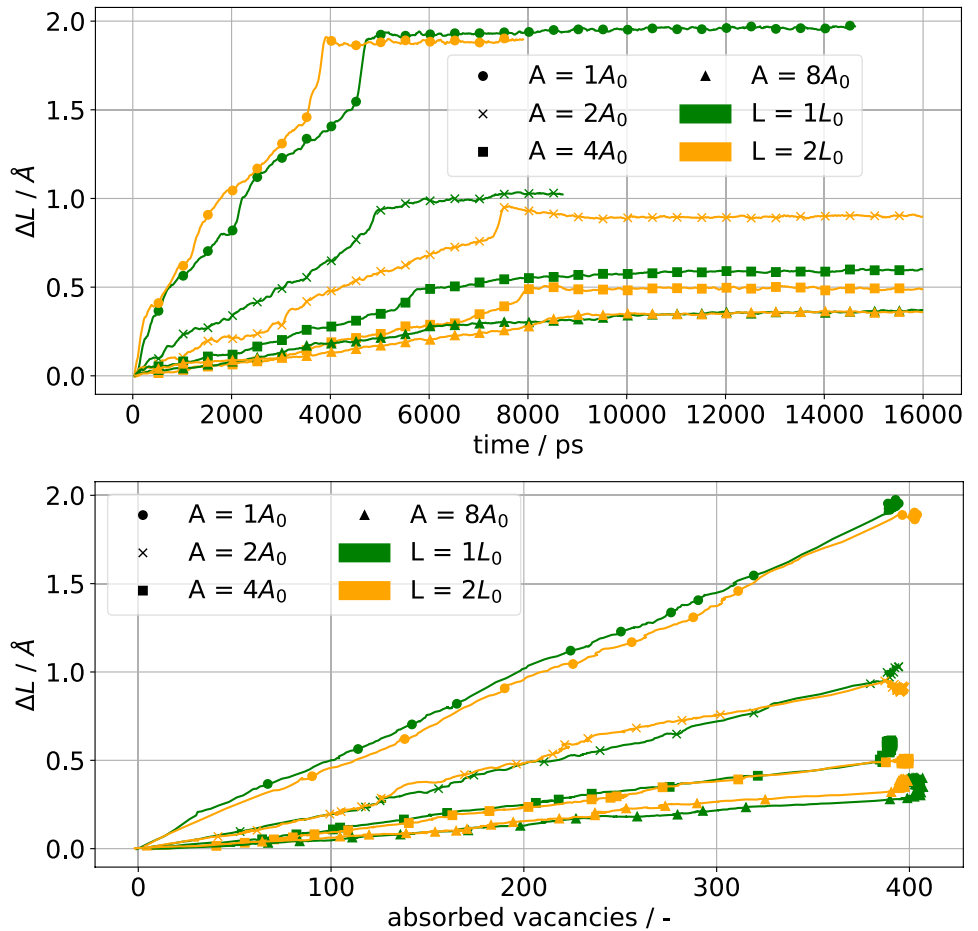 2.0
1.5
1.0
0.5
0.0
ΔL / Å
A = 1A₀
A = 2A₀
A = 4A₀
A = 8A₀
L = 1L₀
L = 2L₀
0 2000 4000 6000 8000 10000 12000 14000 16000
time / ps
2.0
1.5
1.0
0.5
0.0
ΔL / Å
A = 1A₀
A = 2A₀
A = 4A₀
A = 8A₀
L = 1L₀
L = 2L₀
0 100 200 300 400
absorbed vacancies / -